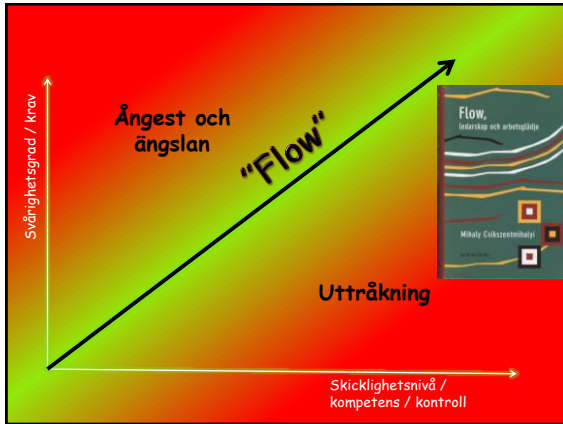 Svårighetsgrad / krav
Ångest och
ängslan
"Flow"
Flow,
ledarskap och arbetsglädje
Mihaly Csikszentmihalyi
Uttråkning
Skicklighetsnivå /
kompetens / kontroll